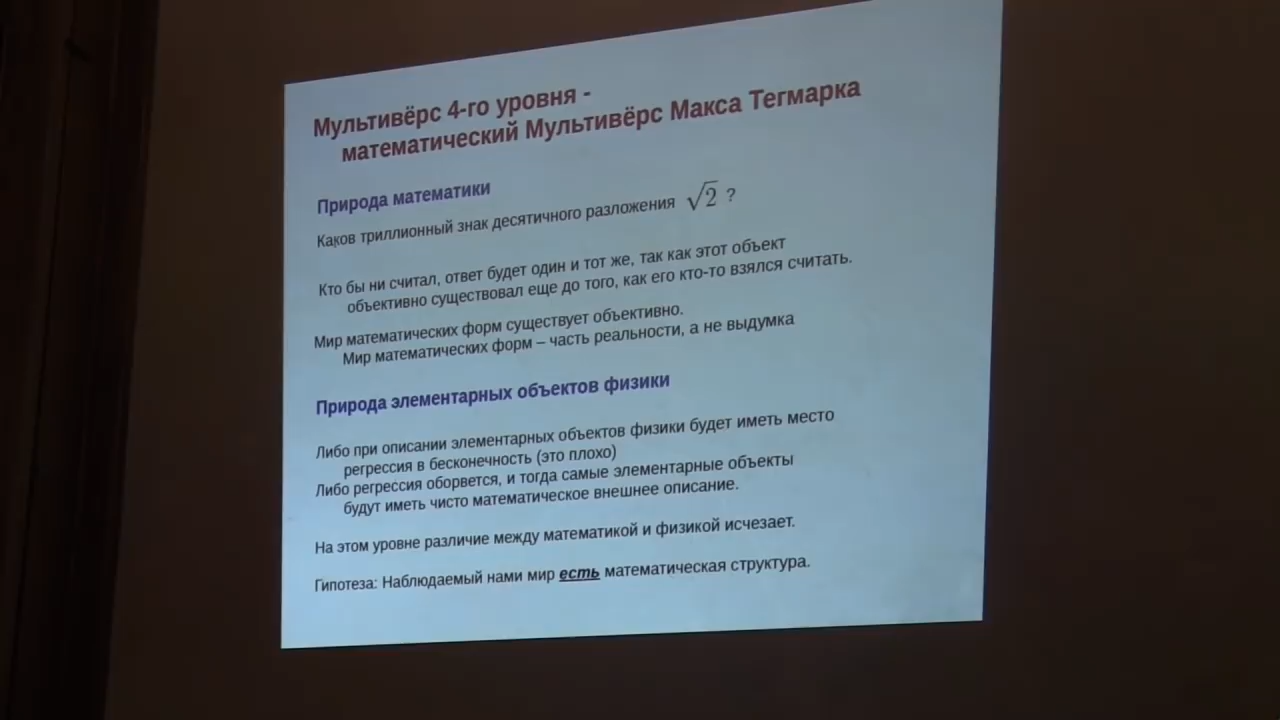 Мультивёрс 4-го уровня -
математический Мультивёрс Макса Тегмарка
Природа математики
Каков триллионный знак десятичного разложения √2 ?
Кто бы ни считал, ответ будет один и тот же, так как этот объект
объективно существовал еще до того, как его кто-то взялся считать.
Мир математических форм существует объективно.
Мир математических форм – часть реальности, а не выдумка
Природа элементарных объектов физики
Либо при описании элементарных объектов физики будет иметь место
регрессия в бесконечность (это плохо)
Либо регрессия оборвется, и тогда самые элементарные объекты
будут иметь чисто математическое внешнее описание.
На этом уровне различие между математикой и физикой исчезает.
Гипотеза: Наблюдаемый нами мир есть математическая структура.